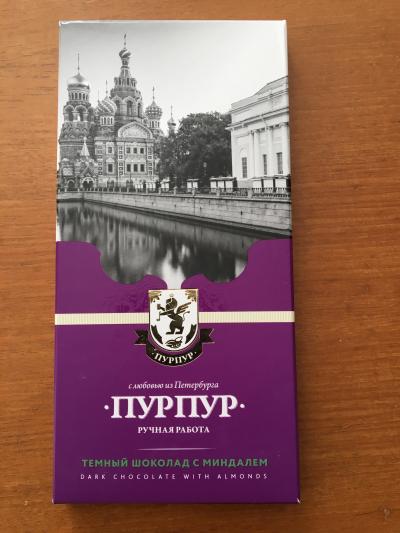 ·ПУРПУР·
с любовью из Петербурга
·ПУРПУР·
РУЧНАЯ РАБОТА
ТЕМНЫЙ ШОКОЛАД С МИНДАЛЕМ
DARK CHOCOLATE WITH ALMONDS